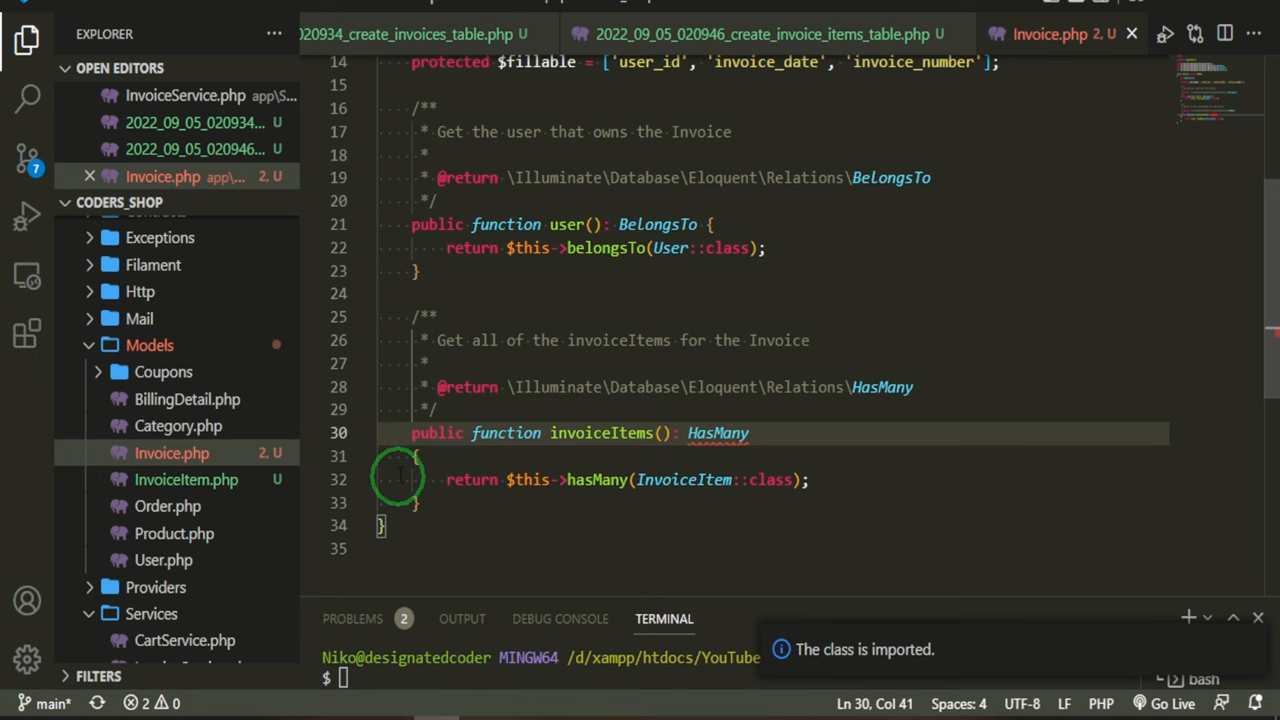 EXPLORER
OPEN EDITORS
InvoiceService.php app\S...
2022_09_05_020934... U
2022_09_05_020946... U
Invoice.php app\... 2, U
CODERS_SHOP
Exceptions
Filament
Http
Mail
Models
Coupons
BillingDetail.php
Category.php
Invoice.php 2, U
InvoiceItem.php U
Order.php
Product.php
User.php
Providers
Services
CartService.php
FILTERS
020934_create_invoices_table.php U
2022_09_05_020946_create_invoice_items_table.php U
Invoice.php 2, U
14 protected $fillable = ['user_id', 'invoice_date', 'invoice_number'];
15
16 /**
17 * Get the user that owns the Invoice
18 *
19 * @return \Illuminate\Database\Eloquent\Relations\BelongsTo
20 */
21 public function user(): BelongsTo {
22 return $this->belongsTo(User::class);
23 }
24
25 /**
26 * Get all of the invoiceItems for the Invoice
27 *
28 * @return \Illuminate\Database\Eloquent\Relations\HasMany
29 */
30 public function invoiceItems(): HasMany
31 {
32 return $this->hasMany(InvoiceItem::class);
33 }
34 }
35
PROBLEMS 2 OUTPUT DEBUG CONSOLE TERMINAL
Niko@designatedcoder MINGW64 /d/xampp/htdocs/YouTube
$
The class is imported.
bash
7
main* 2 0 Ln 30, Col 41 Spaces: 4 UTF-8 LF PHP Go Live